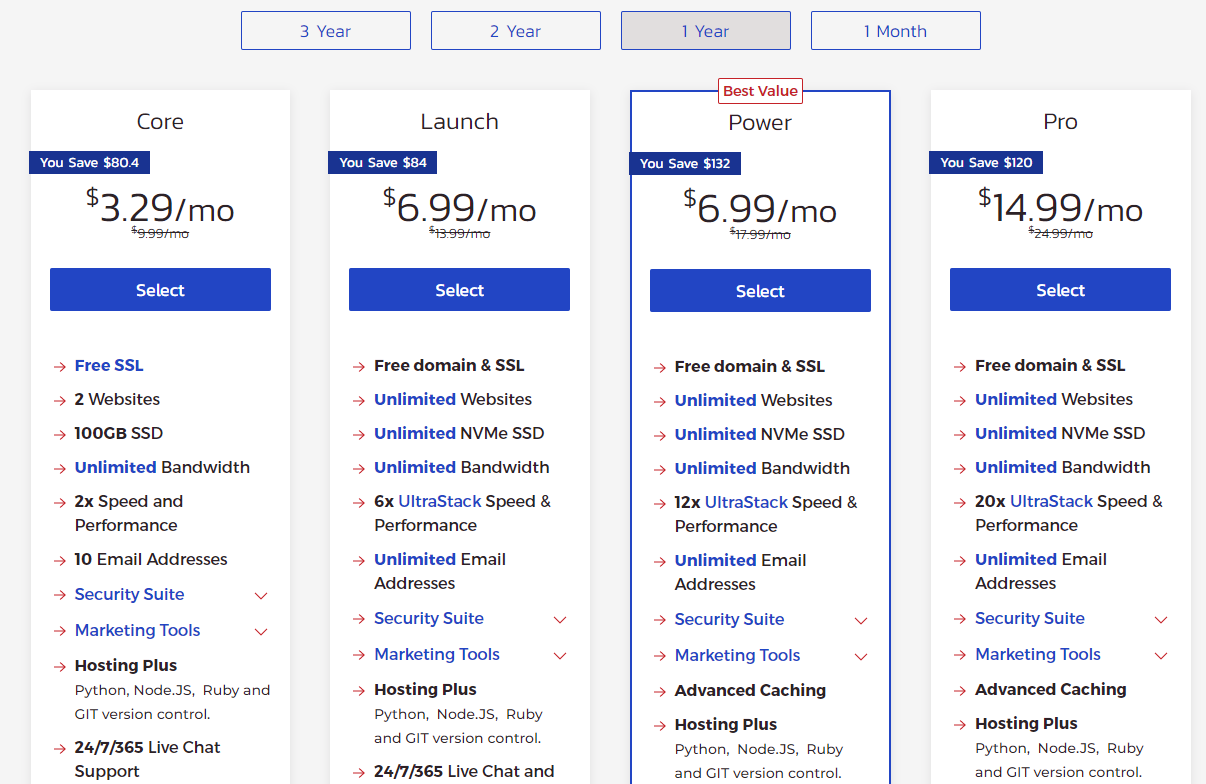 3 Year
2 Year
1 Year
1 Month
Core
You Save $80.4
$3.29/mo
$9.99/mo
Select
Free SSL
2 Websites
100GB SSD
Unlimited Bandwidth
2x Speed and
Performance
10 Email Addresses
Security Suite
Marketing Tools
Hosting Plus
Python, Node.JS, Ruby and
GIT version control.
24/7/365 Live Chat
Support
Launch
You Save $84
$6.99/mo
$13.99/mo
Select
Free domain & SSL
Unlimited Websites
Unlimited NVMe SSD
Unlimited Bandwidth
6x UltraStack Speed &
Performance
Unlimited Email
Addresses
Security Suite
Marketing Tools
Hosting Plus
Python, Node.JS, Ruby
and GIT version control.
24/7/365 Live Chat and
Best Value
Power
You Save $132
$6.99/mo
$17.99/mo
Select
Free domain & SSL
Unlimited Websites
Unlimited NVMe SSD
Unlimited Bandwidth
12x UltraStack Speed &
Performance
Unlimited Email
Addresses
Security Suite
Marketing Tools
Advanced Caching
Hosting Plus
Python, Node.JS, Ruby
and GIT version control.
Pro
You Save $120
$14.99/mo
$24.99/mo
Select
Free domain & SSL
Unlimited Websites
Unlimited NVMe SSD
Unlimited Bandwidth
20x UltraStack Speed &
Performance
Unlimited Email
Addresses
Security Suite
Marketing Tools
Advanced Caching
Hosting Plus
Python, Node.JS, Ruby
and GIT version control.